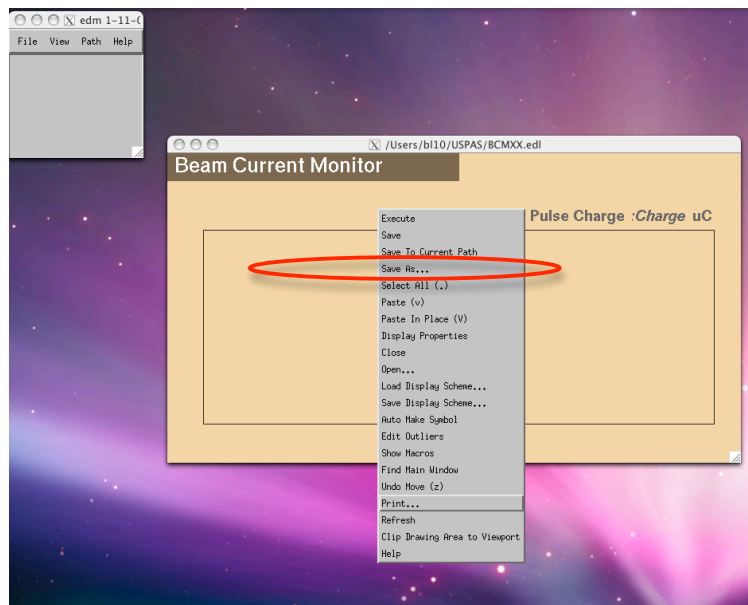 edm 1-11-0
File View Path Help
/Users/bl10/USPAS/BCMXX.edl
Beam Current Monitor
Pulse Charge :Charge uC
Execute
Save
Save To Current Path
Save As...
Select All (.)
Paste (v)
Paste In Place (V)
Display Properties
Close
Open...
Load Display Scheme...
Save Display Scheme...
Auto Make Symbol
Edit Outliers
Show Macros
Find Main Window
Undo Move (z)
Print...
Refresh
Clip Drawing Area to Viewport
Help